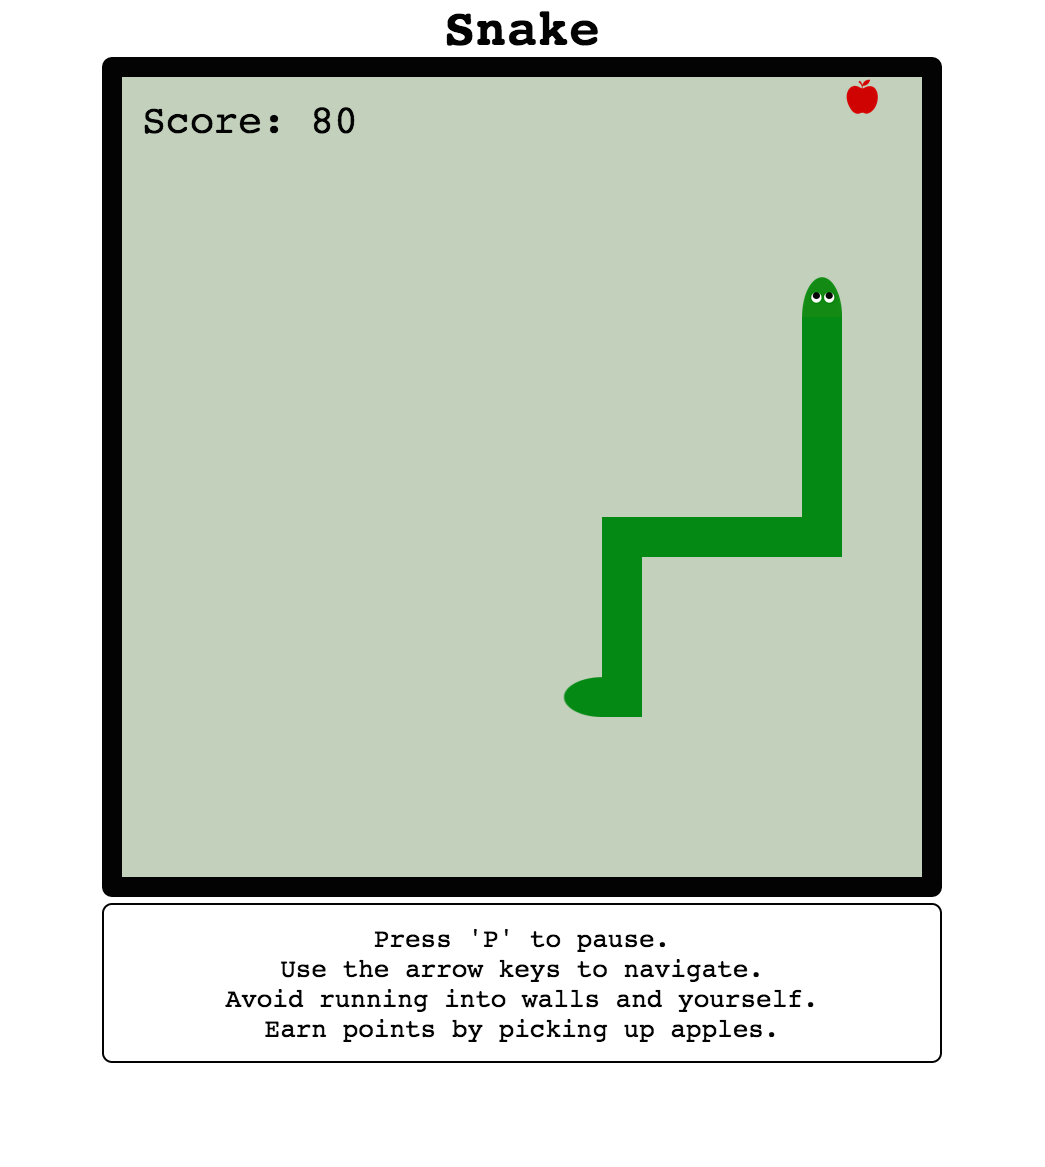 Snake
Score: 80
Press 'P' to pause.
Use the arrow keys to navigate.
Avoid running into walls and yourself.
Earn points by picking up apples.